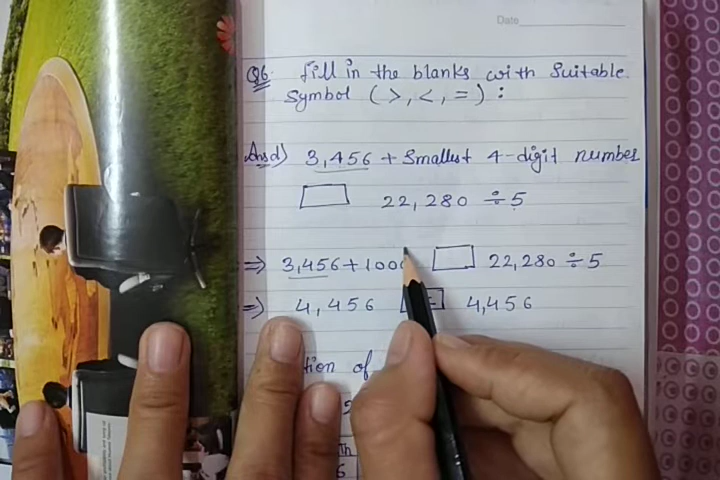 Date
Q6. fill in the blanks with Suitable
Symbol ( >, <, = ) :
Ans d) 3,456 + Smallest 4-digit number
22,280 ÷ 5
⇒ 3,456 + 1000 22,280 ÷ 5
⇒ 4,456 = 4,456
tion of